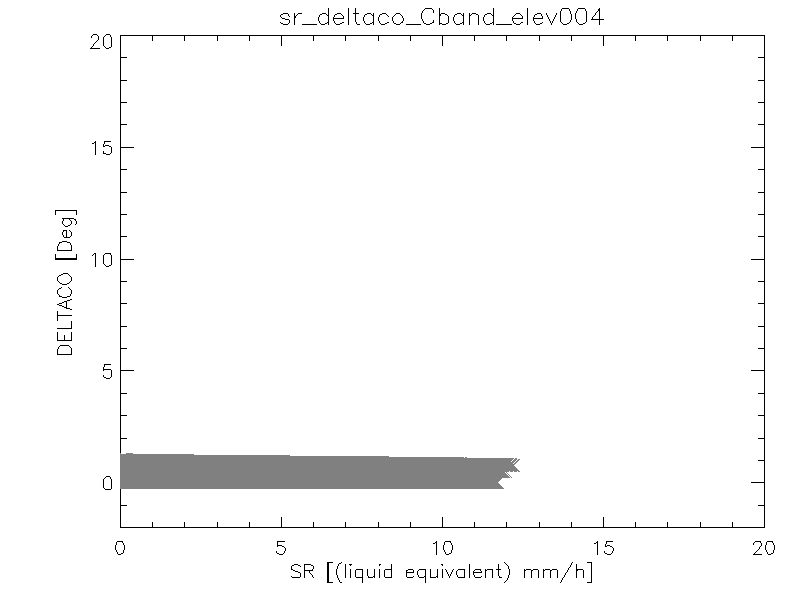 sr_deltaco_Cband_elev004
20
15
10
5
0
DELTACO [Deg]
0 5 10 15 20
SR [(liquid equivalent) mm/h]